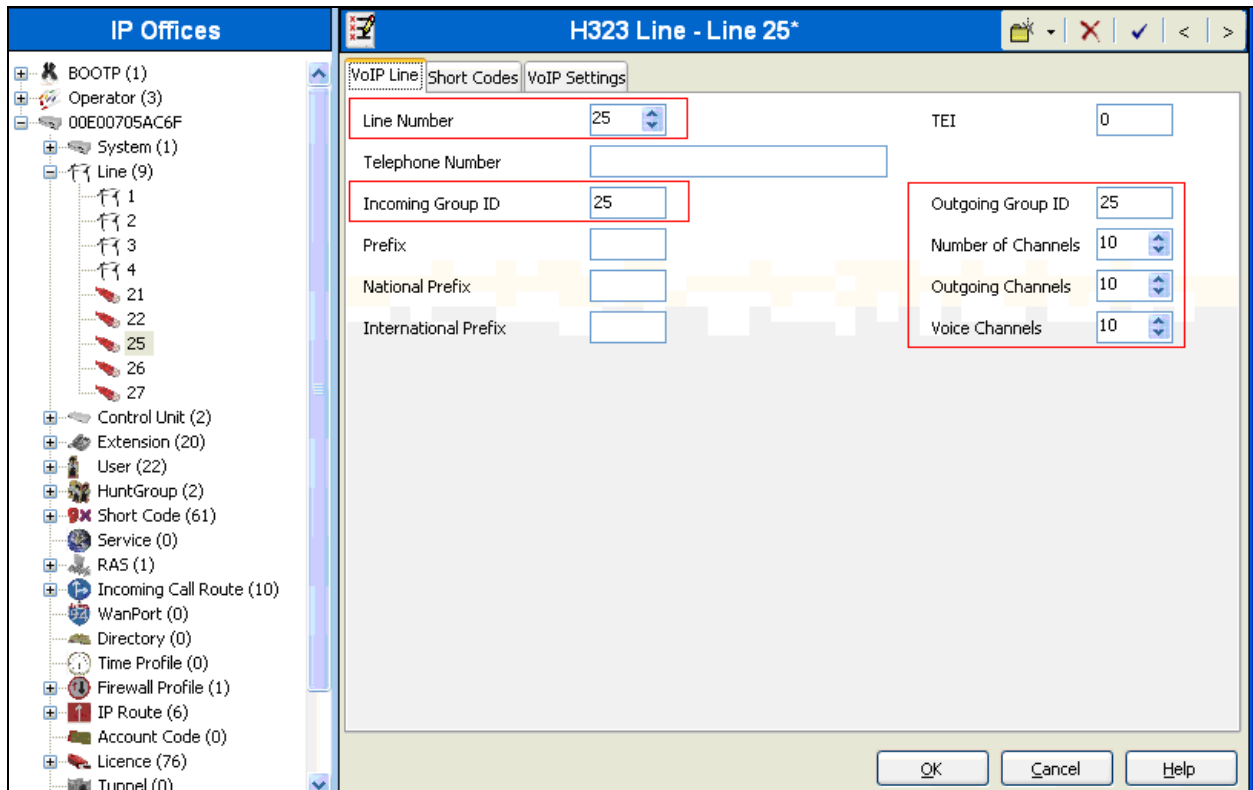 IP Offices
BOOTP (1)
Operator (3)
00E00705AC6F
System (1)
Line (9)
1
2
3
4
21
22
25
26
27
Control Unit (2)
Extension (20)
User (22)
HuntGroup (2)
Short Code (61)
Service (0)
RAS (1)
Incoming Call Route (10)
WanPort (0)
Directory (0)
Time Profile (0)
Firewall Profile (1)
IP Route (6)
Account Code (0)
Licence (76)
Tunnel (0)
H323 Line - Line 25*
VoIP Line Short Codes VoIP Settings
Line Number 25 TEI 0
Telephone Number
Incoming Group ID 25 Outgoing Group ID 25
Prefix Number of Channels 10
National Prefix Outgoing Channels 10
International Prefix Voice Channels 10
OK Cancel Help